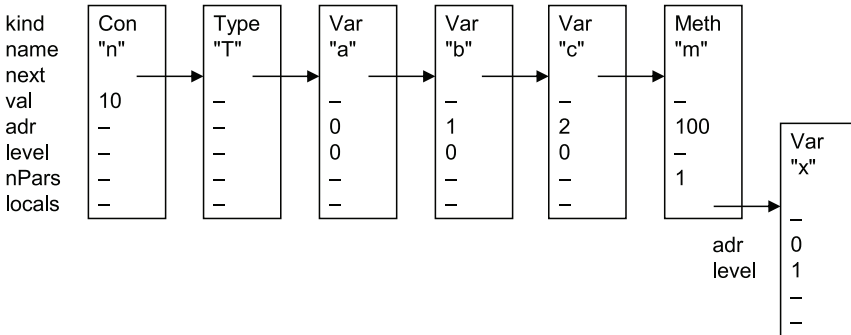 kind Con Type Var Var Var Meth
name "n" "T" "a" "b" "c" "m"
next
val 10 – – – – –
adr – – 0 1 2 100
level – – 0 0 0 –
nPars – – – – – 1
locals – – – – –
Var
"x"
–
adr 0
level 1
–
–